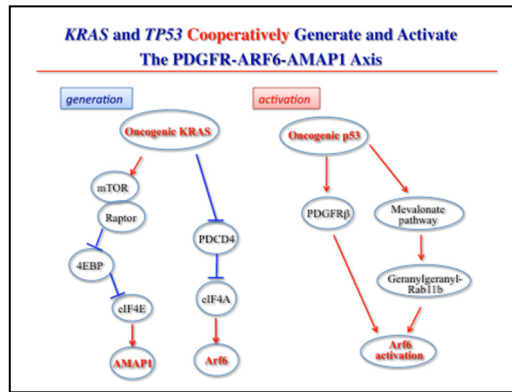 KRAS and TP53 Cooperatively Generate and Activate
The PDGFR-ARF6-AMAP1 Axis
generation
activation
Oncogenic KRAS
mTOR
Raptor
4EBP
eIF4E
AMAP1
PDCD4
eIF4A
Arf6
Oncogenic p53
PDGFRβ
Mevalonate
pathway
Geranylgeranyl-
Rab11b
Arf6
activation